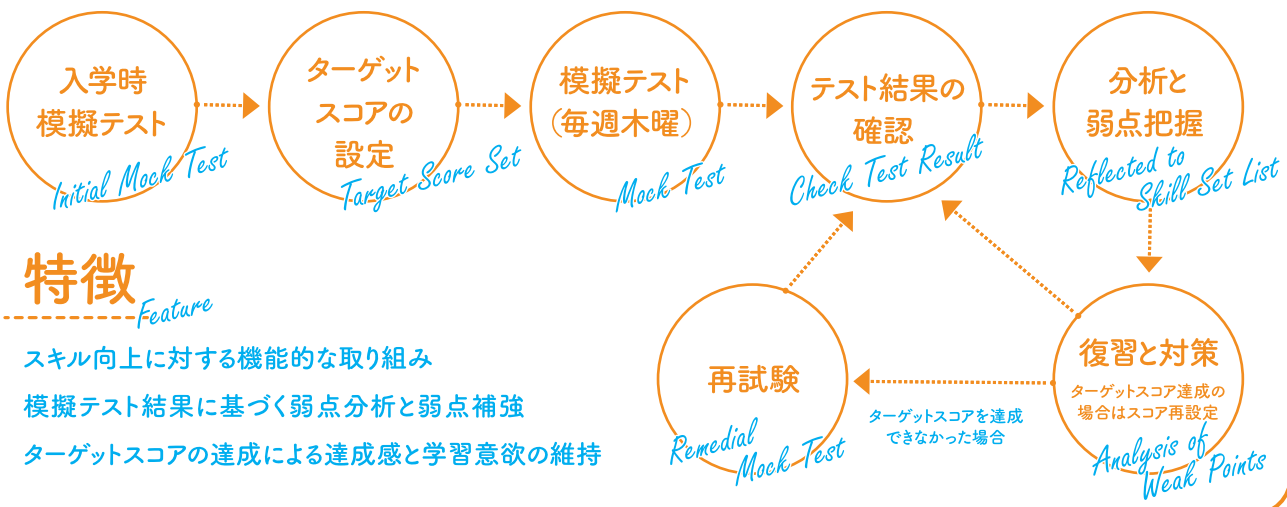 入学時
模擬テスト
Initial Mock Test
ターゲット
スコアの
設定
Target Score Set
模擬テスト
（毎週木曜）
Mock Test
テスト結果の
確認
Check Test Result
分析と
弱点把握
Reflected to
Skill Set List
特徴
Feature
スキル向上に対する機能的な取り組み
模擬テスト結果に基づく弱点分析と弱点補強
ターゲットスコアの達成による達成感と学習意欲の維持
再試験
Remedial
Mock Test
ターゲットスコアを達成
できなかった場合
復習と対策
ターゲットスコア達成の
場合はスコア再設定
Analysis of
Weak Points